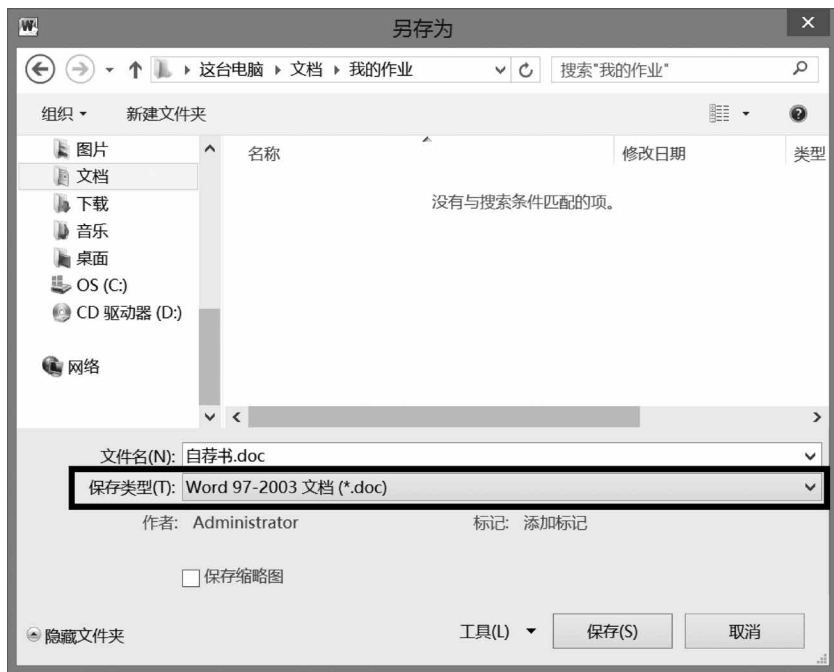 W
另存为
这台电脑 文档 我的作业 搜索"我的作业"
组织 新建文件夹
图片
文档
下载
音乐
桌面
OS (C:)
CD 驱动器 (D:)
网络
名称 修改日期 类型
没有与搜索条件匹配的项。
文件名(N): 自荐书.doc
保存类型(T): Word 97-2003 文档 (*.doc)
作者: Administrator 标记: 添加标记
保存缩略图
隐藏文件夹 工具(L) 保存(S) 取消